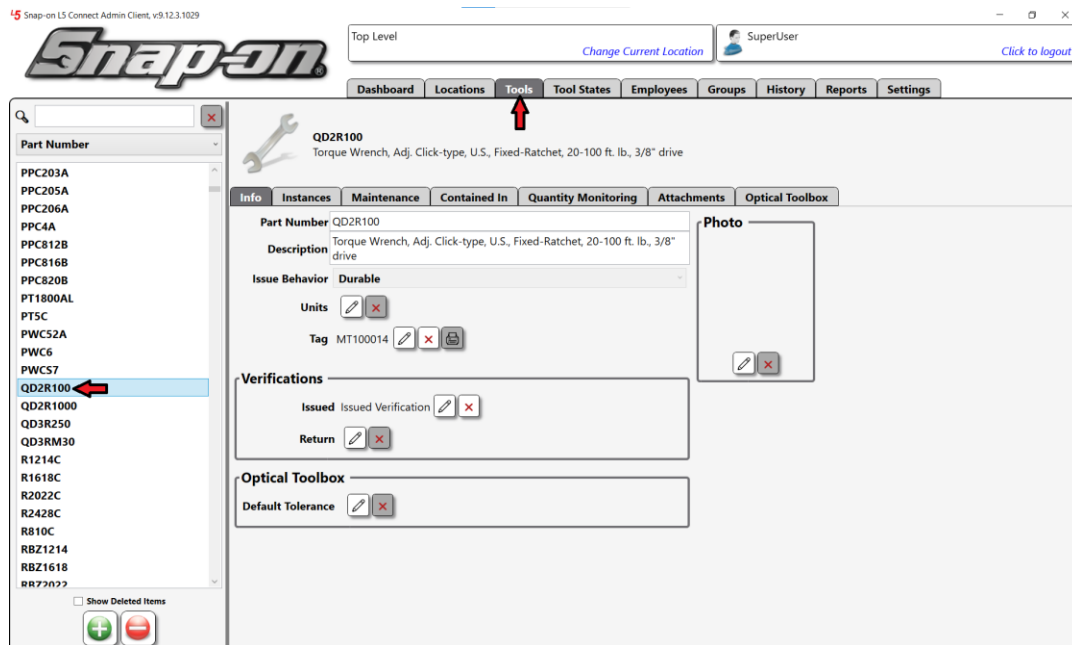 L5 Snap-on L5 Connect Admin Client, v:9.12.3.1029
Snap-on
®
Top Level
Change Current Location
SuperUser
Click to logout
Dashboard
Locations
Tools
Tool States
Employees
Groups
History
Reports
Settings
Part Number
PPC203A
PPC205A
PPC206A
PPC4A
PPC812B
PPC816B
PPC820B
PT1800AL
PT5C
PWC52A
PWC6
PWCS7
QD2R100
QD2R1000
QD3R250
QD3RM30
R1214C
R1618C
R2022C
R2428C
R810C
RBZ1214
RBZ1618
RBZ2022
Show Deleted Items
QD2R100
Torque Wrench, Adj. Click-type, U.S., Fixed-Ratchet, 20-100 ft. lb., 3/8" drive
Info
Instances
Maintenance
Contained In
Quantity Monitoring
Attachments
Optical Toolbox
Part Number QD2R100
Description Torque Wrench, Adj. Click-type, U.S., Fixed-Ratchet, 20-100 ft. lb., 3/8"
drive
Issue Behavior Durable
Units
Tag MT100014
Verifications
Issued Issued Verification
Return
Optical Toolbox
Default Tolerance
Photo